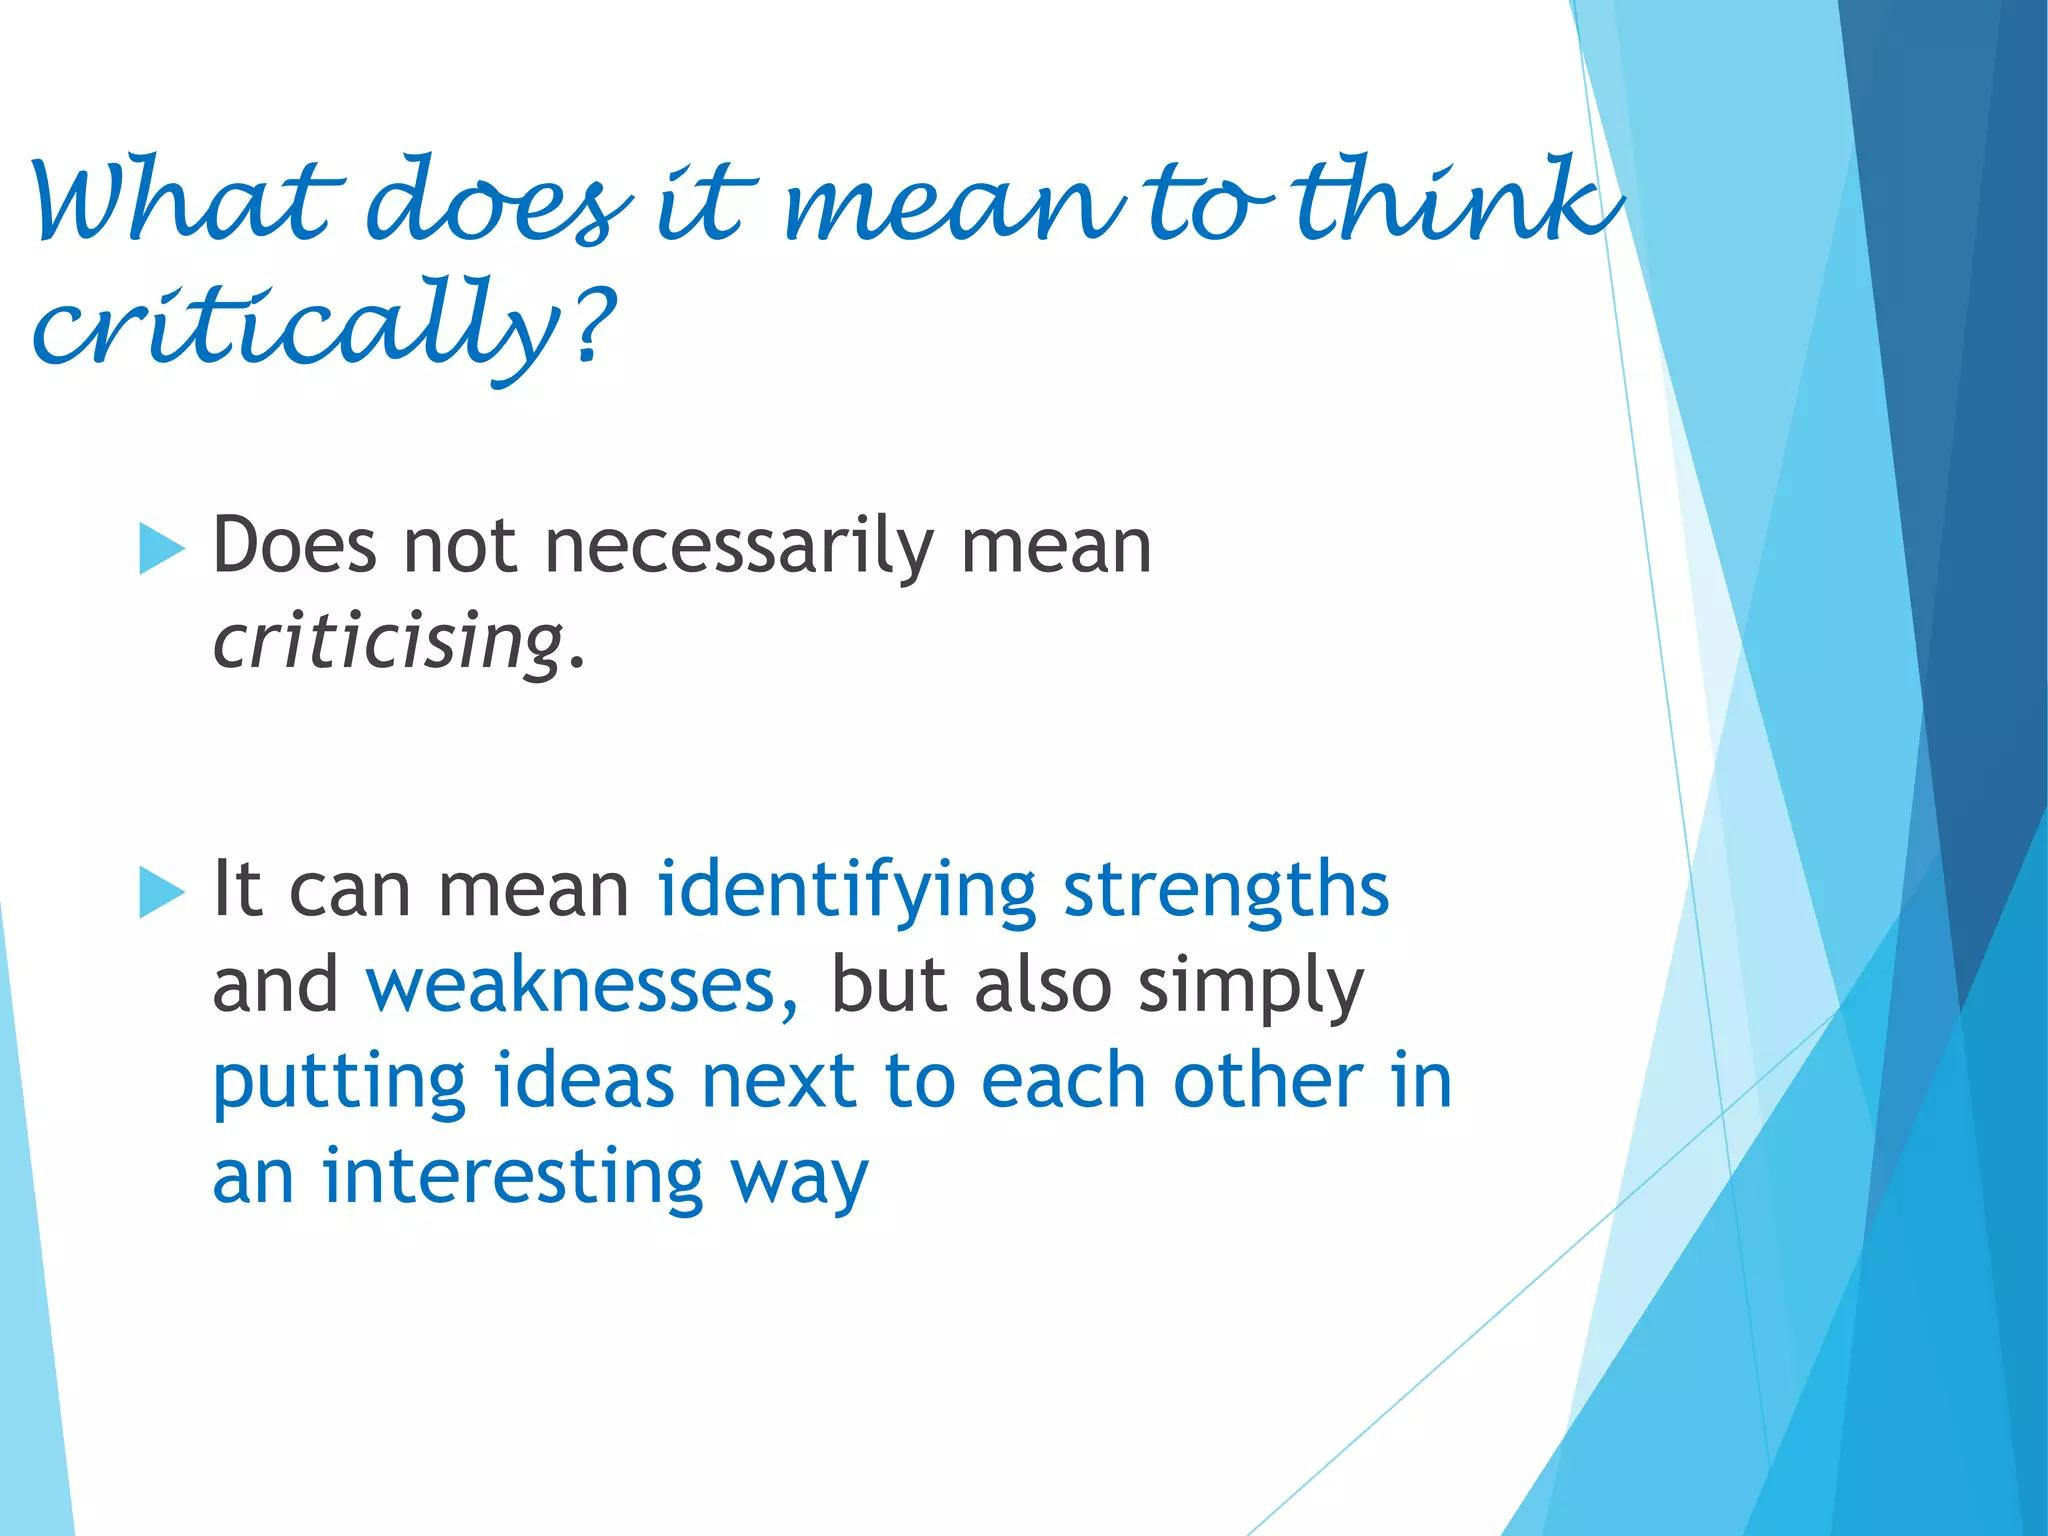 What does it mean to think
critically?
Does not necessarily mean
criticising.
It can mean identifying strengths
and weaknesses, but also simply
putting ideas next to each other in
an interesting way